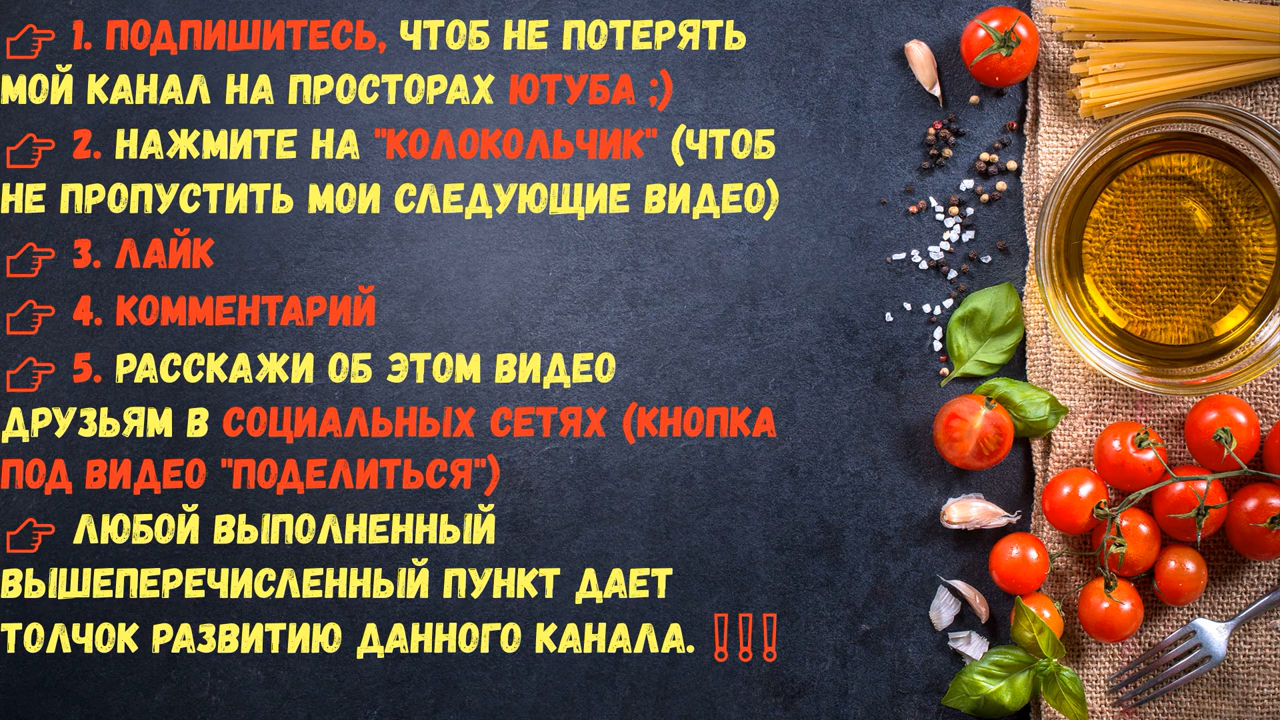 👉 1. ПОДПИШИТЕСЬ, ЧТОБ НЕ ПОТЕРЯТЬ
МОЙ КАНАЛ НА ПРОСТОРАХ ЮТУБА ;)
👉 2. НАЖМИТЕ НА "КОЛОКОЛЬЧИК" (ЧТОБ
НЕ ПРОПУСТИТЬ МОИ СЛЕДУЮЩИЕ ВИДЕО)
👉 3. ЛАЙК
👉 4. КОММЕНТАРИЙ
👉 5. РАССКАЖИ ОБ ЭТОМ ВИДЕО
ДРУЗЬЯМ В СОЦИАЛЬНЫХ СЕТЯХ (КНОПКА
ПОД ВИДЕО "ПОДЕЛИТЬСЯ")
👉 ЛЮБОЙ ВЫПОЛНЕННЫЙ
ВЫШЕПЕРЕЧИСЛЕННЫЙ ПУНКТ ДАЕТ
ТОЛЧОК РАЗВИТИЮ ДАННОГО КАНАЛА. !!!